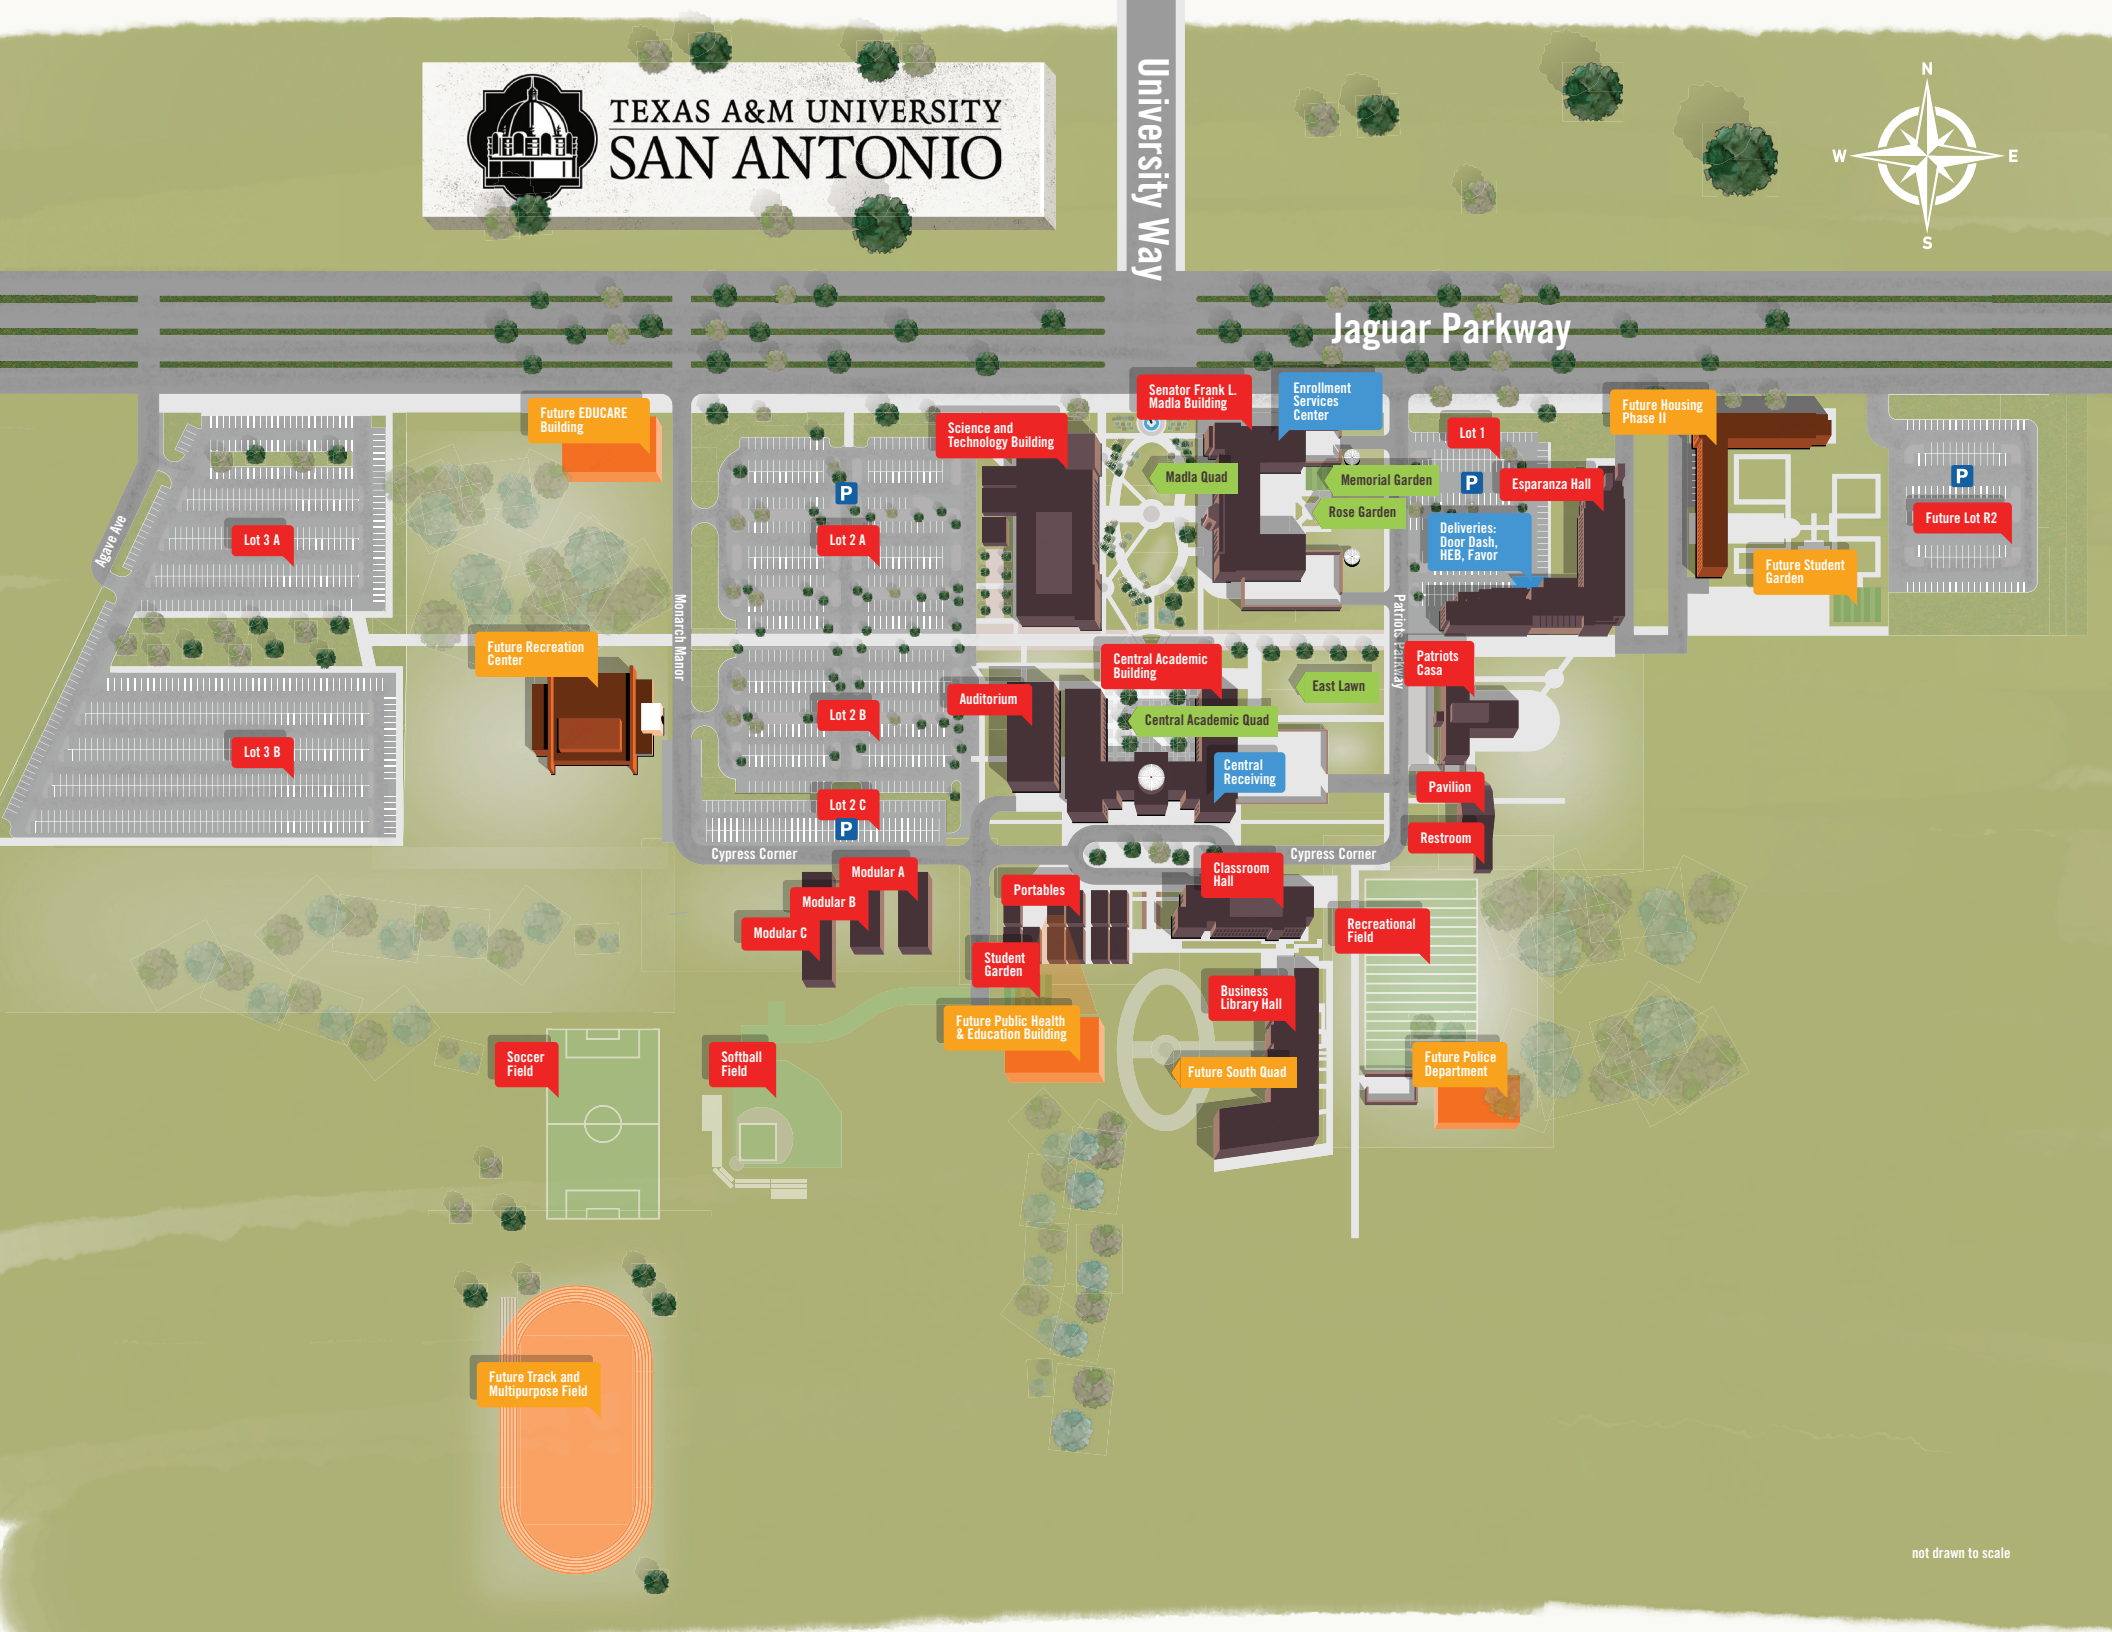 TEXAS A&M UNIVERSITY
SAN ANTONIO
University Way
N
W
E
S
Jaguar Parkway
Future EDUCARE
Building
Science and
Technology Building
Senator Frank L.
Madla Building
Enrollment
Services
Center
Lot 1
Future Housing
Phase II
Madla Quad
Memorial Garden
P
Esperanza Hall
P
P
Rose Garden
Future Lot R2
Agave Ave
Lot 3 A
Lot 2 A
Deliveries:
Door Dash,
HEB, Favor
Future Student
Garden
Monarch Manor
Patriots Parkway
Future Recreation
Center
Central Academic
Building
Patriots
Casa
East Lawn
Auditorium
Lot 2 B
Central Academic Quad
Lot 3 B
Central
Receiving
Pavilion
Lot 2 C
P
Restroom
Cypress Corner
Cypress Corner
Modular A
Classroom
Hall
Portables
Modular B
Modular C
Recreational
Field
Student
Garden
Business
Library Hall
Future Public Health
& Education Building
Soccer
Field
Softball
Field
Future South Quad
Future Police
Department
Future Track and
Multipurpose Field
not drawn to scale